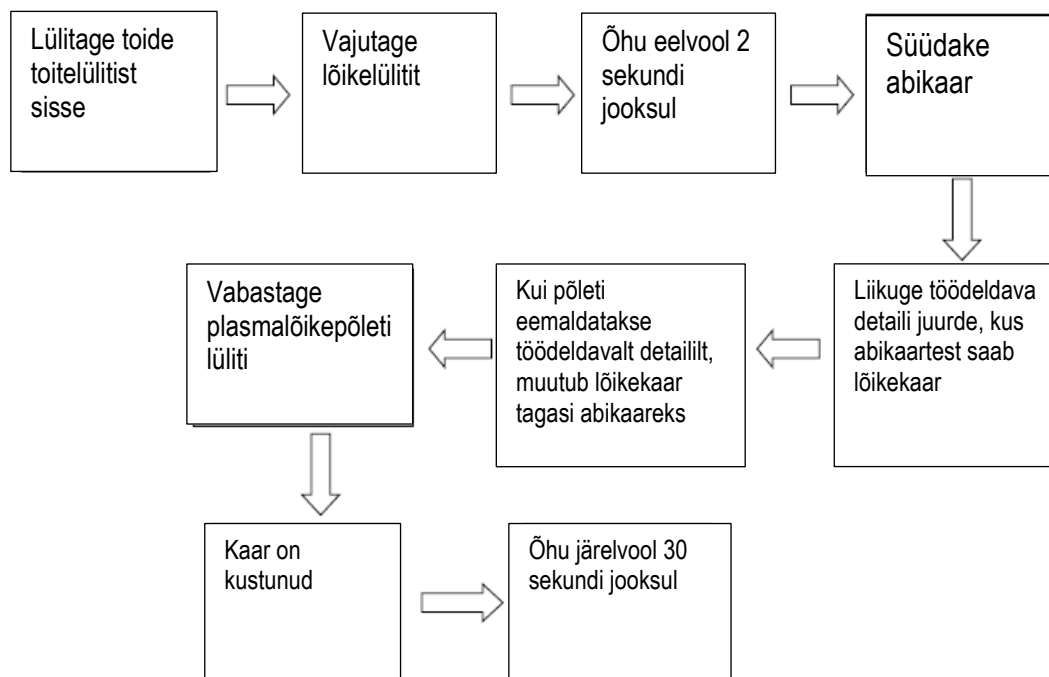 Lülitage toide
toitelülitist
sisse
Vajutage
lõikelülitit
Õhu eelvool 2
sekundi
jooksul
Süüdake
abikaar
Liikuge töödeldava
detaili juurde, kus
abikaartest saab
lõikekaar
Kui põleti
eemaldatakse
töödeldavalt detaililt,
muutub lõikekaar
tagasi abikaareks
Vabastage
plasmalõikepõleti
lüliti
Kaar on
kustunud
Õhu järelvool 30
sekundi jooksul